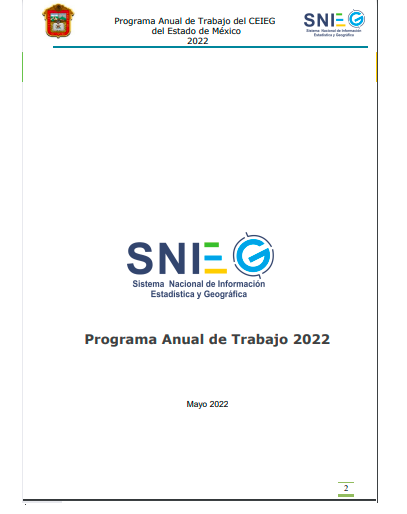 Programa Anual de Trabajo del CEIEG
del Estado de México
2022
SNIEG
Sistema Nacional de Información
Estadística y Geográfica
SNIEG
Sistema Nacional de Información
Estadística y Geográfica
Programa Anual de Trabajo 2022
Mayo 2022
2